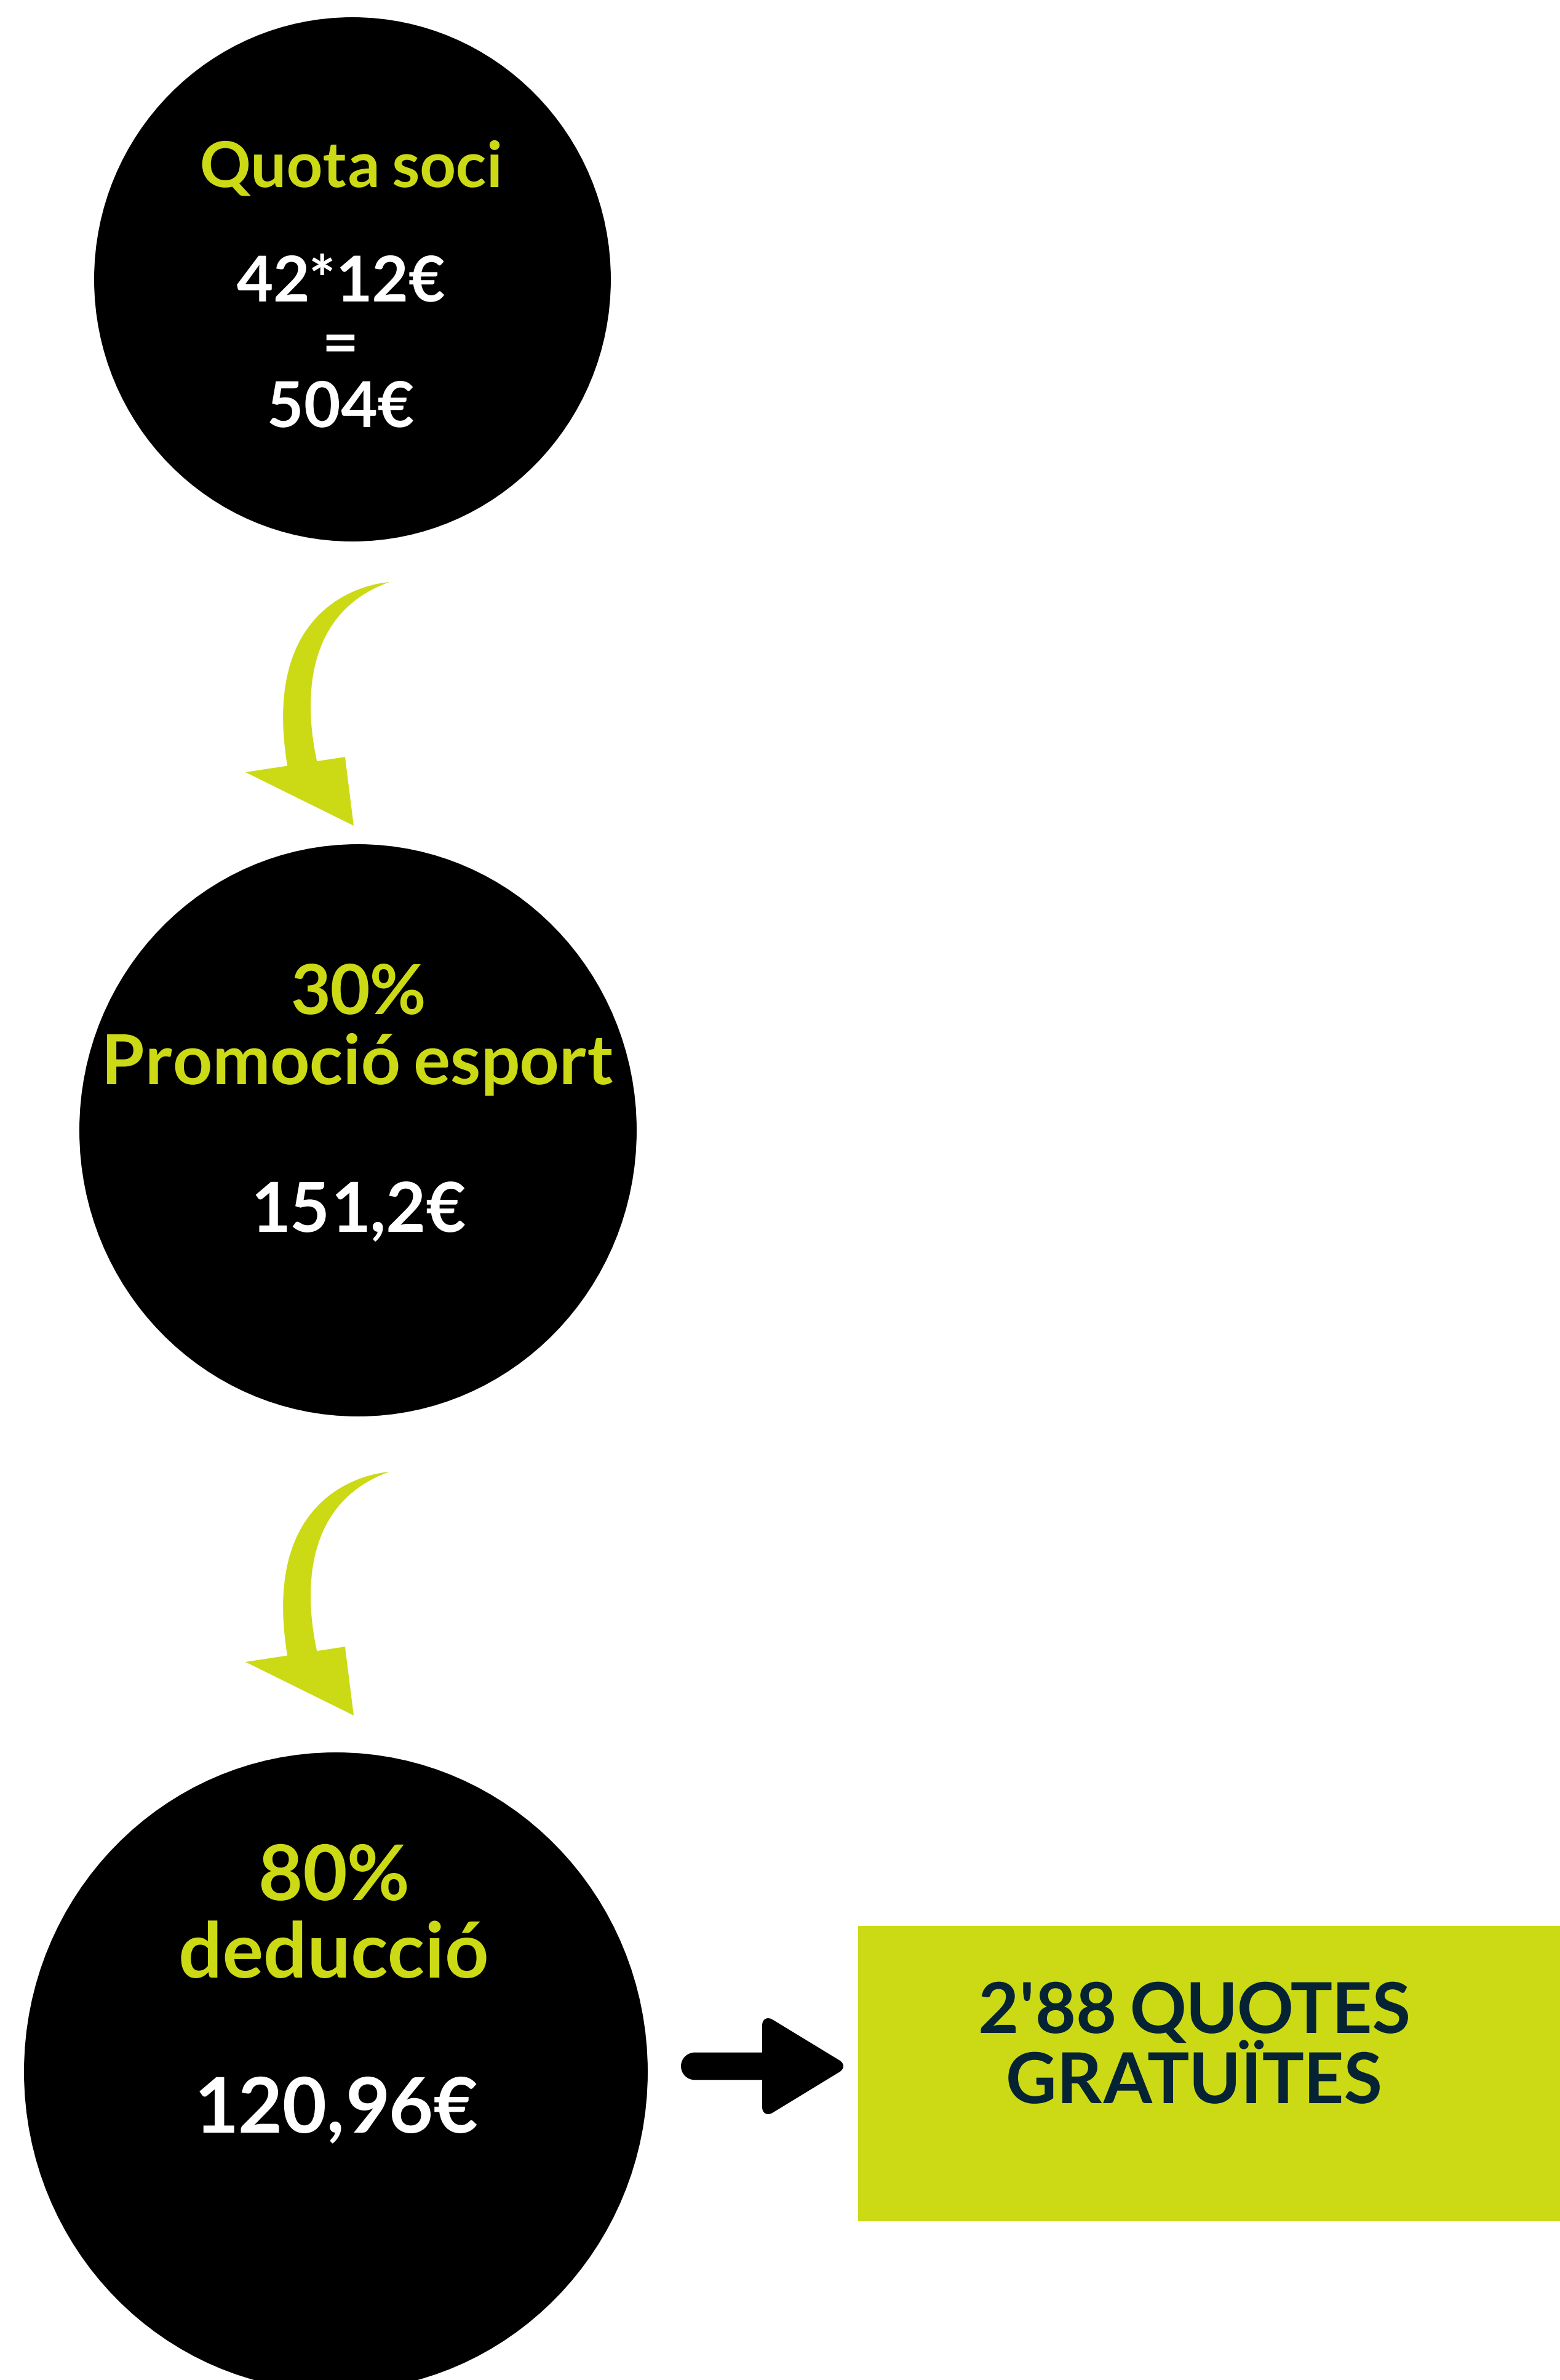 Quota soci
42*12€
=
504€
30%
Promoció esport
151,2€
80%
deducció
120,96€
2'88 QUOTES
GRATUÏTES